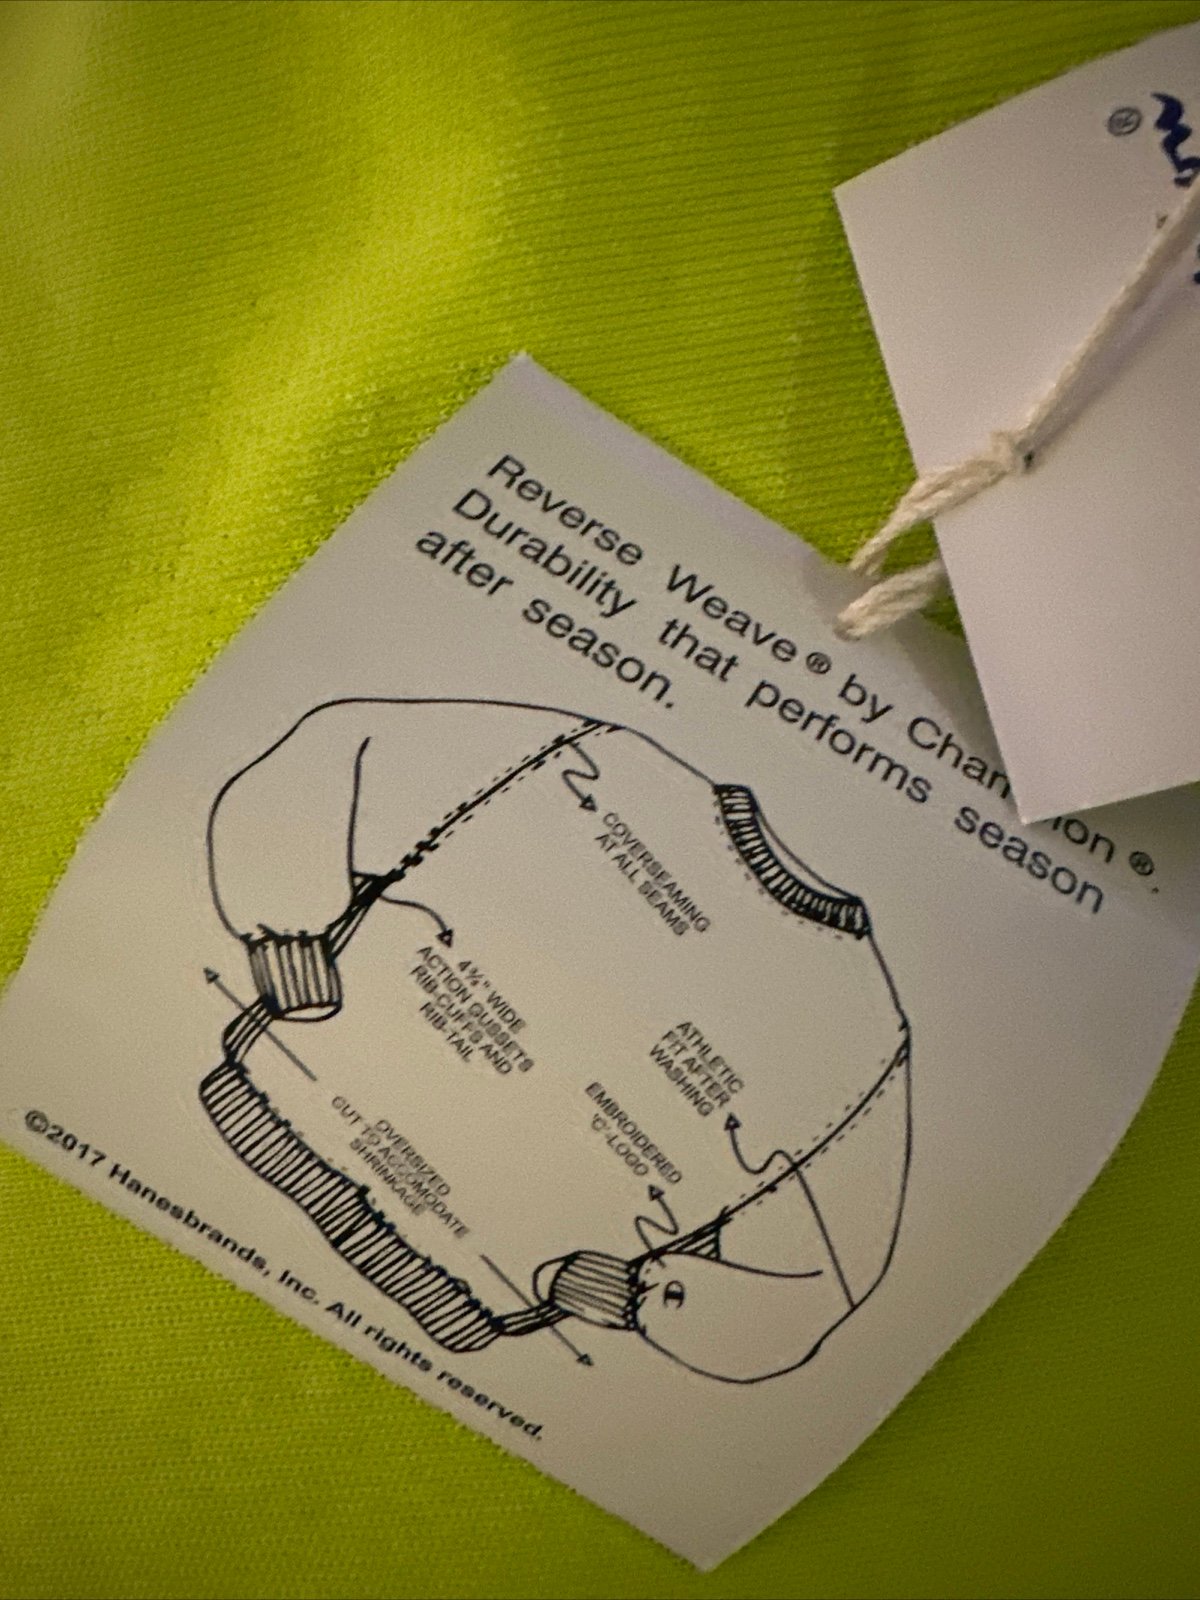 ®
Reverse Weave® by Champion®.
Durability that performs season
after season.
COVERSEAMING
AT ALL SEAMS
4¾" WIDE
ACTION GUSSETS
RIB-CUFFS AND
RIB-TAIL
ATHLETIC
FIT AFTER
WASHING
EMBROIDERED
'C'-LOGO
OVERSIZED
CUT TO ACCOMODATE
SHRINKAGE
©2017 Hanesbrands, Inc. All rights reserved.